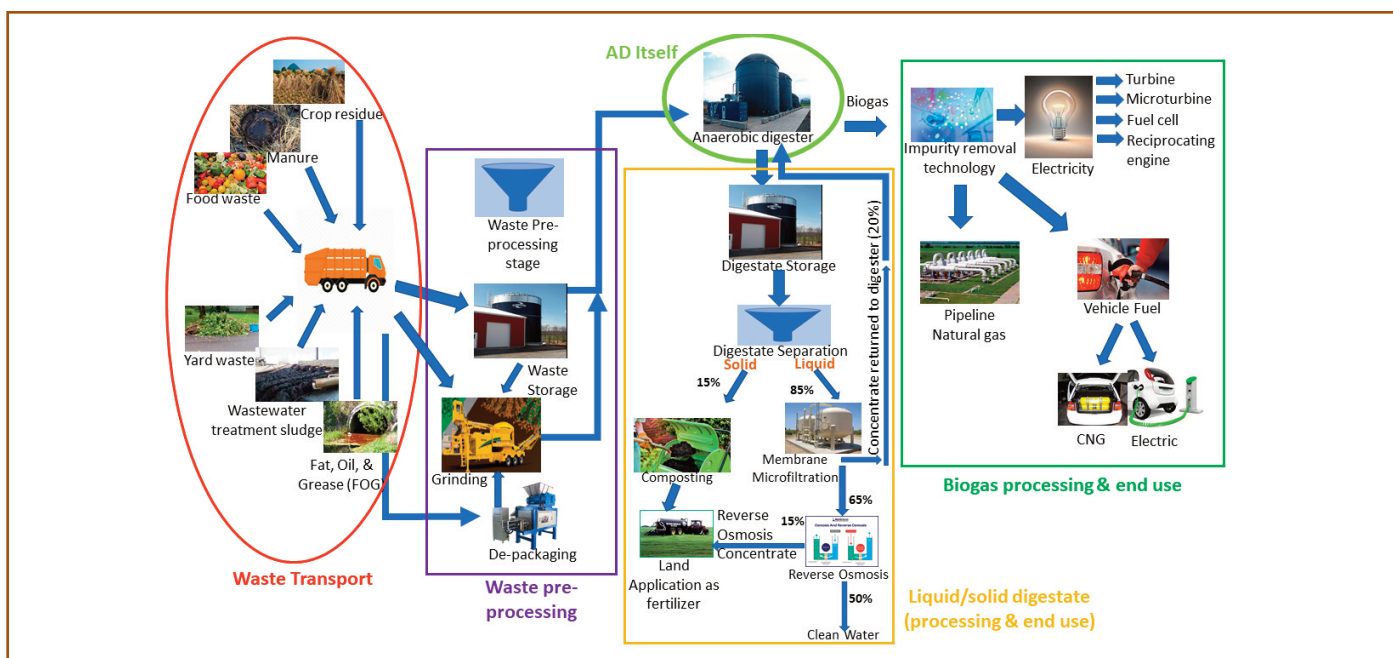 AD Itself
Crop residue
Manure
Food waste
Yard waste
Wastewater
treatment sludge
Fat, Oil, &
Grease (FOG)
Waste Transport
Waste Pre-
processing
stage
Waste
Storage
Grinding
De-packaging
Waste pre-
processing
Anaerobic digester
Biogas
Digestate Storage
Digestate Separation
Solid
Liquid
15%
85%
Composting
Membrane
Microfiltration
Concentrate returned to digester (20%)
65%
15%
Reverse
Osmosis
Concentrate
Osmosis And Reverse Osmosis
Reverse Osmosis
Land
Application as
fertilizer
50%
Clean Water
Liquid/solid digestate
(processing & end use)
Impurity removal
technology
Electricity
Turbine
Microturbine
Fuel cell
Reciprocating
engine
Pipeline
Natural gas
Vehicle Fuel
CNG
Electric
Biogas processing & end use